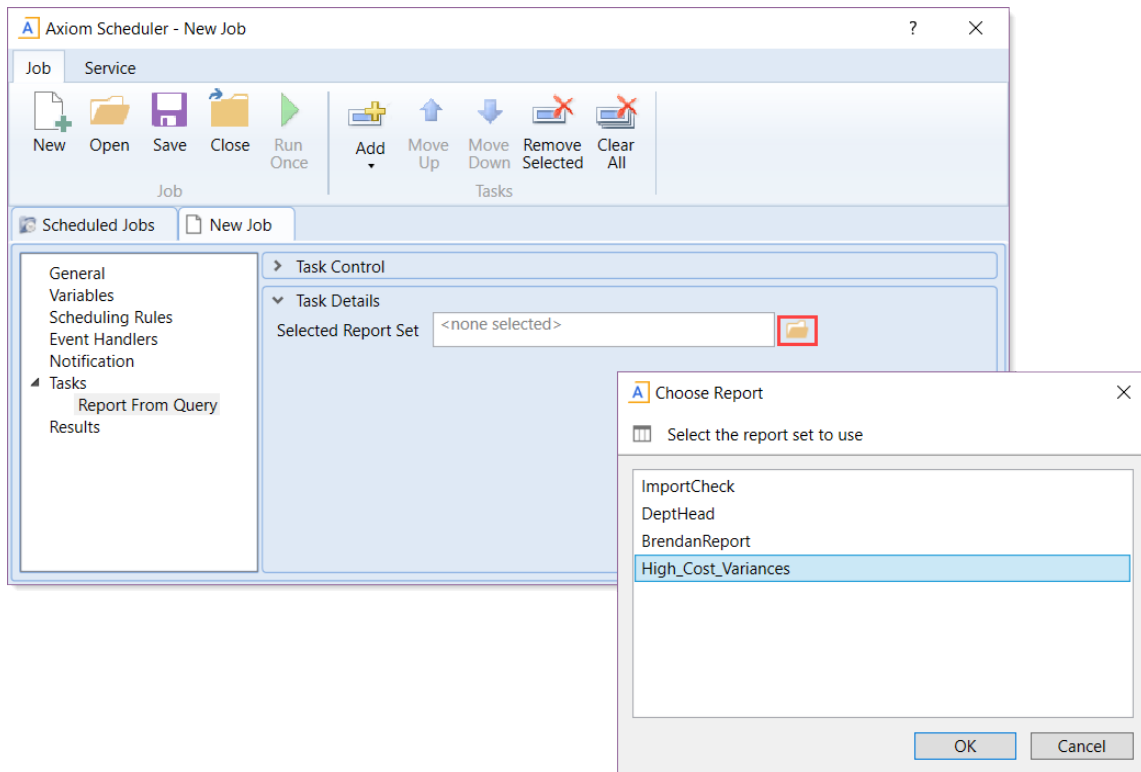 A Axiom Scheduler - New Job ?
Job Service
New Open Save Close Run Once Add Move Up Move Down Remove Selected Clear All
Job Tasks
Scheduled Jobs New Job
General
Variables
Scheduling Rules
Event Handlers
Notification
Tasks
Report From Query
Results
Task Control
Task Details
Selected Report Set <none selected>
A Choose Report
Select the report set to use
ImportCheck
DeptHead
BrendanReport
High_Cost_Variances
OK Cancel